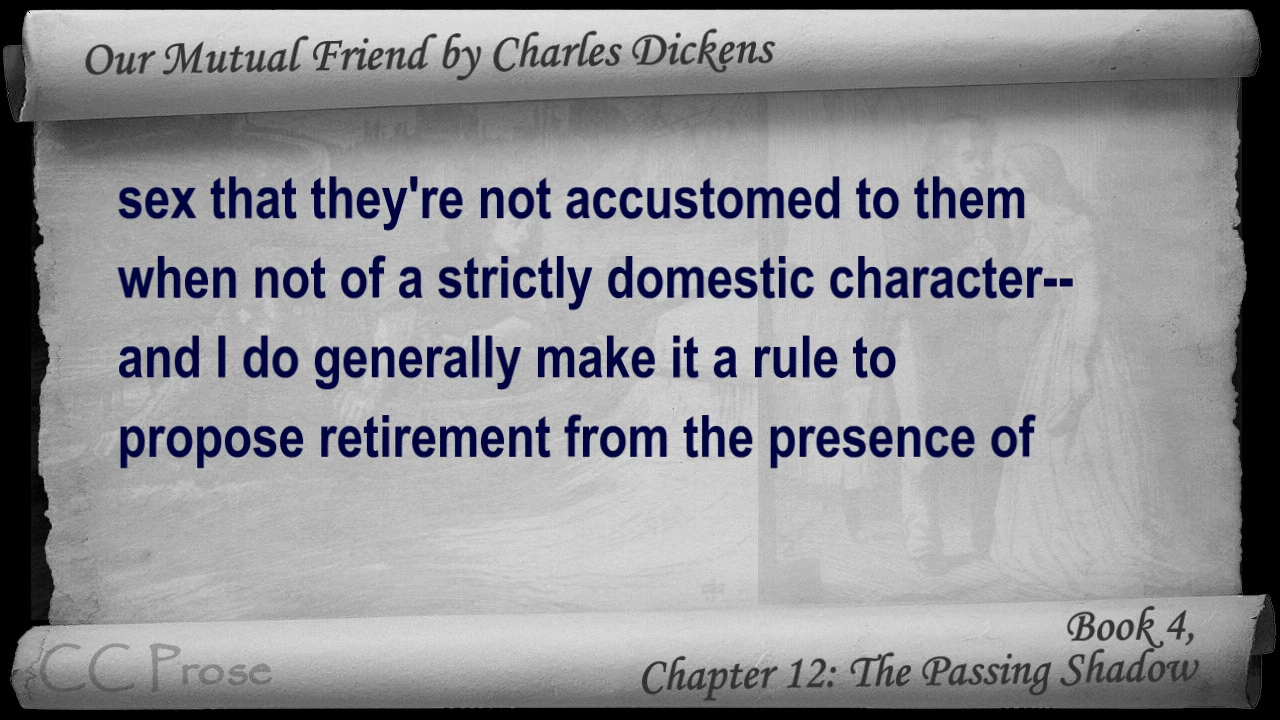 Our Mutual Friend by Charles Dickens
sex that they're not accustomed to them
when not of a strictly domestic character--
and I do generally make it a rule to
propose retirement from the presence of
Book 4,
Chapter 12: The Passing Shadow
CC Prose